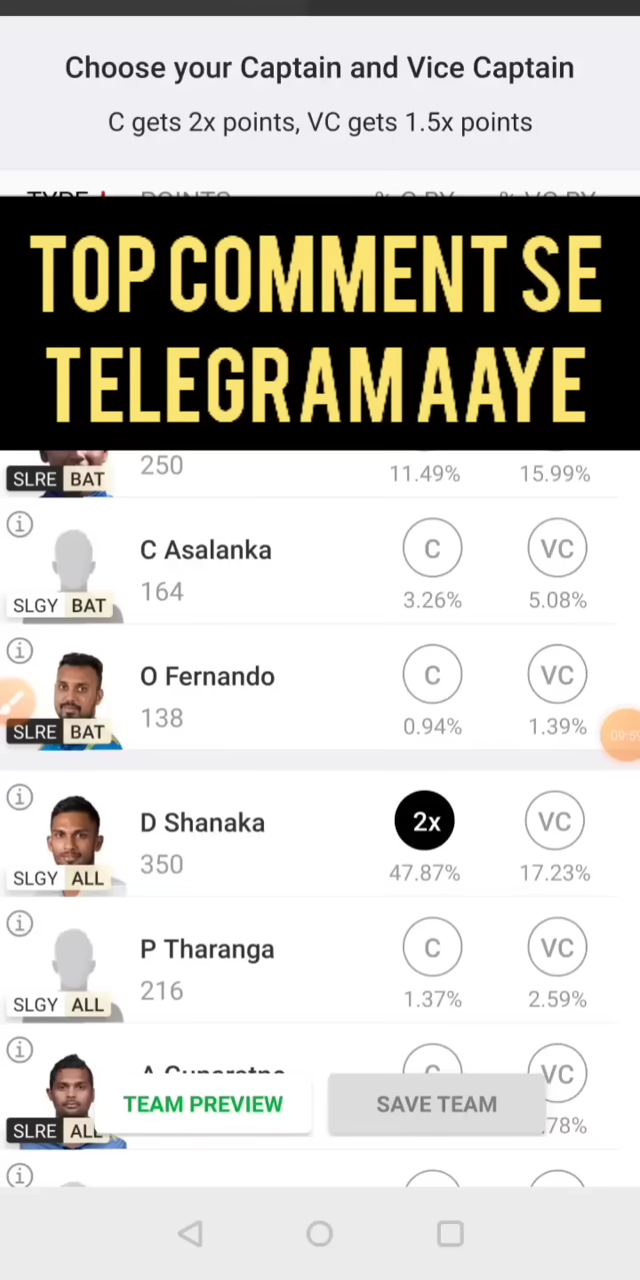 Choose your Captain and Vice Captain
C gets 2x points, VC gets 1.5x points
TOP COMMENT SE
TELEGRAM AAYE
250
11.49% 15.99%
SLRE BAT
C Asalanka
C VC
164
3.26% 5.08%
SLGY BAT
O Fernando
C VC
138
0.94% 1.39%
SLRE BAT
D Shanaka
2x VC
350
47.87% 17.23%
SLGY ALL
P Tharanga
C VC
216
1.37% 2.59%
SLGY ALL
VC
TEAM PREVIEW
SAVE TEAM
.78%
SLRE ALL